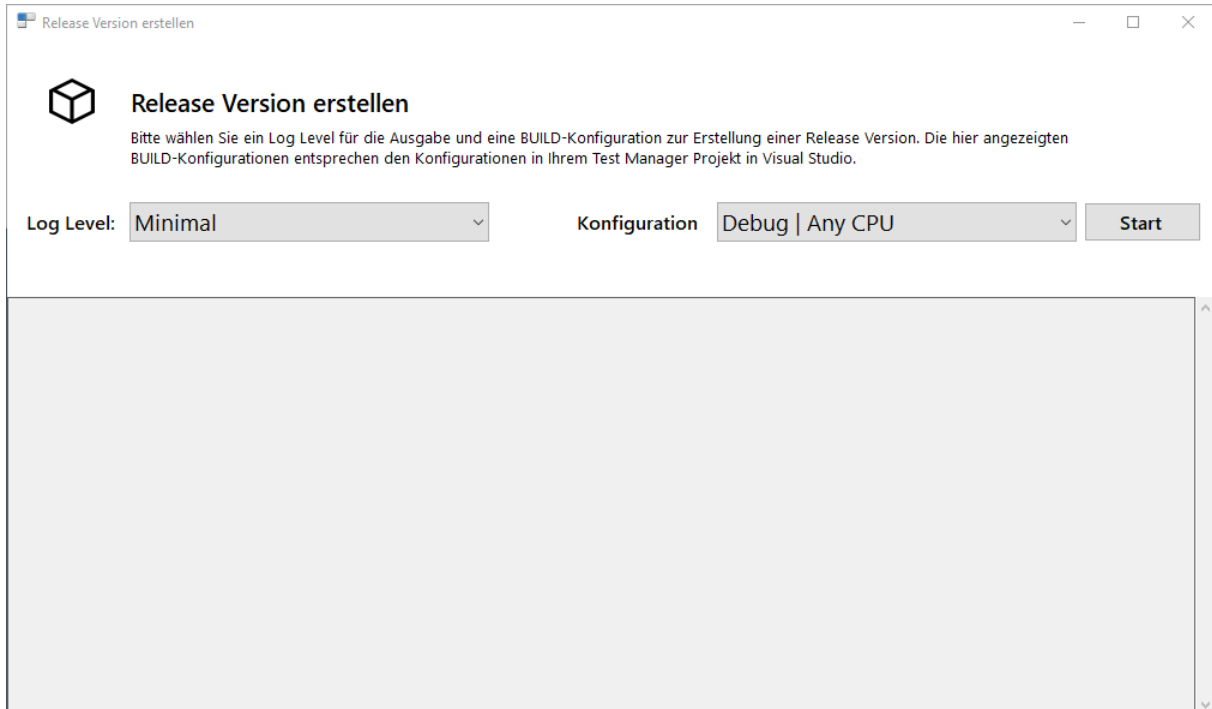 Release Version erstellen
Release Version erstellen
Bitte wählen Sie ein Log Level für die Ausgabe und eine BUILD-Konfiguration zur Erstellung einer Release Version. Die hier angezeigten
BUILD-Konfigurationen entsprechen den Konfigurationen in Ihrem Test Manager Projekt in Visual Studio.
Log Level: Minimal Konfiguration Debug | Any CPU Start